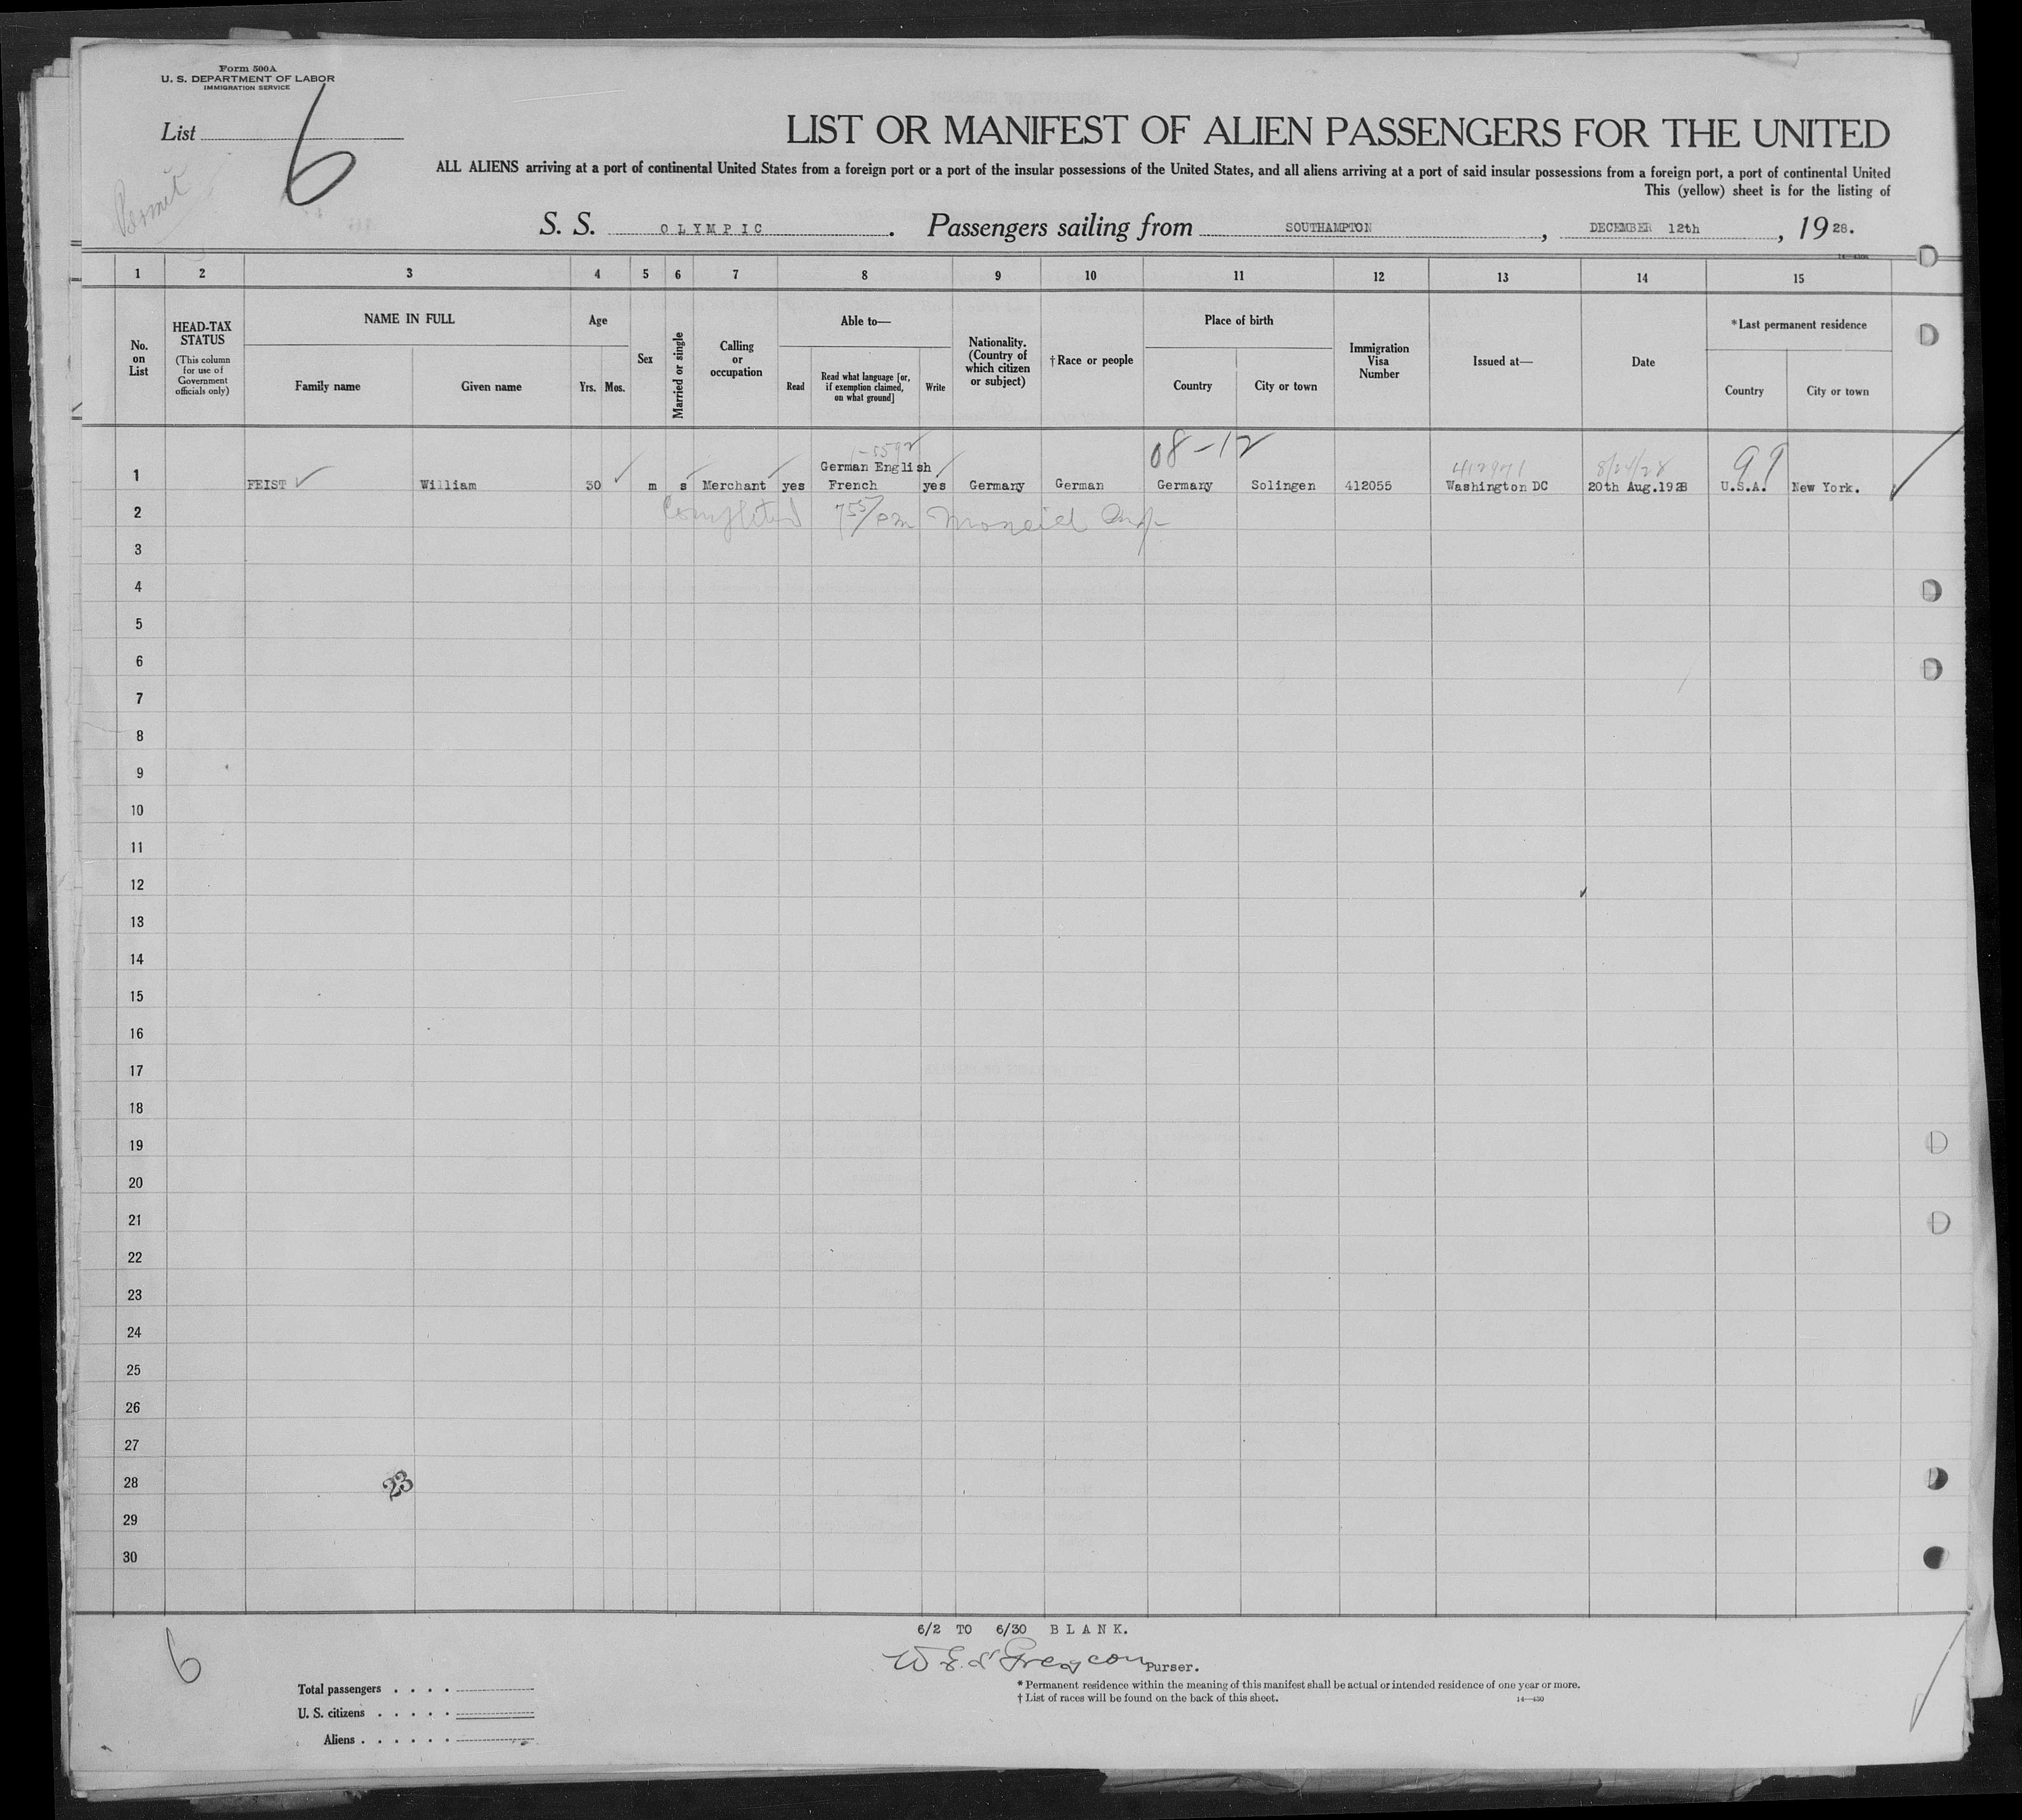 Form 500A
U. S. DEPARTMENT OF LABOR
IMMIGRATION SERVICE
List 6
Permit
LIST OR MANIFEST OF ALIEN PASSENGERS FOR THE UNITED
ALL ALIENS arriving at a port of continental United States from a foreign port or a port of the insular possessions of the United States, and all aliens arriving at a port of said insular possessions from a foreign port, a port of continental United
This (yellow) sheet is for the listing of
S. S. OLYMPIC. Passengers sailing from SOUTHAMPTON, DECEMBER 12th, 1928.
1 2 3 4 5 6 7 8 9 10 11 12 13 14 15
No. on List
HEAD-TAX STATUS
(This column for use of Government officials only)
NAME IN FULL
Family name Given name
Age
Yrs. Mos.
Sex
Married or single
Calling or occupation
Able to—
Read
Read what language [or, if exemption claimed, on what ground]
Write
Nationality. (Country of which citizen or subject)
†Race or people
Place of birth
Country City or town
Immigration Visa Number
Issued at—
Date
*Last permanent residence
Country City or town
08-12
99
8/21/28
German English
1 FEIST William 30 m s Merchant yes French yes Germany German Germany Solingen 412055 Washington DC 20th Aug.1928 U.S.A. New York.
2 Completed 755/pm
3
4
5
6
7
8
9
10
11
12
13
14
15
16
17
18
19
20
21
22
23
24
25
26
27
28
23
29
30
6/2 TO 6/30 BLANK.
6
Purser.
Total passengers
U. S. citizens
Aliens
* Permanent residence within the meaning of this manifest shall be actual or intended residence of one year or more.
† List of races will be found on the back of this sheet.
14—430